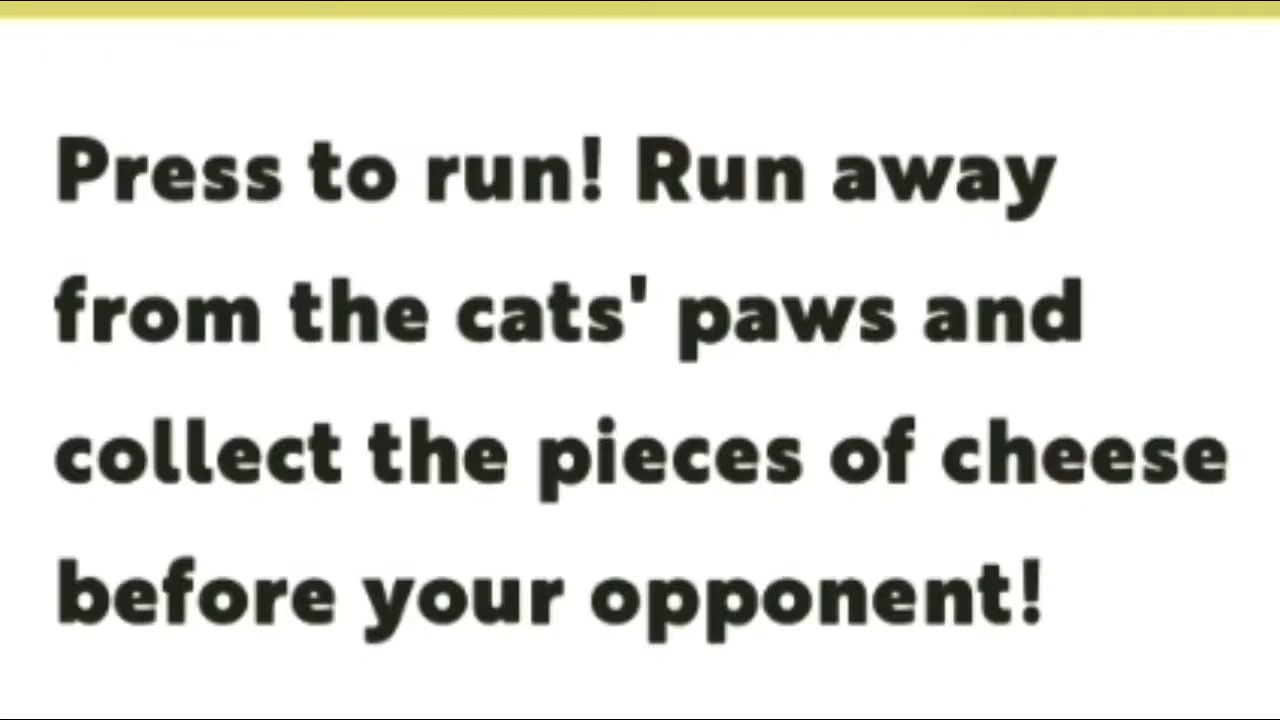 Press to run! Run away
from the cats' paws and
collect the pieces of cheese
before your opponent!